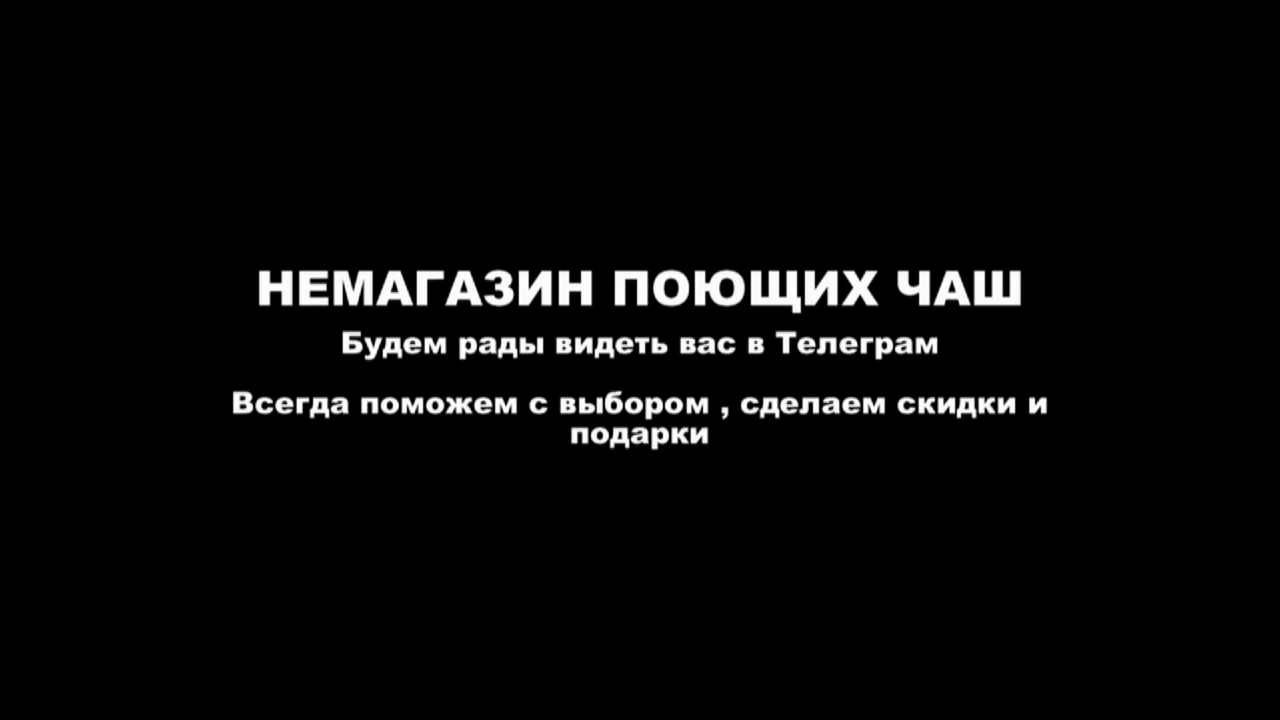 НЕМАГАЗИН ПОЮЩИХ ЧАШ
Будем рады видеть вас в Телеграм
Всегда поможем с выбором , сделаем скидки и
подарки